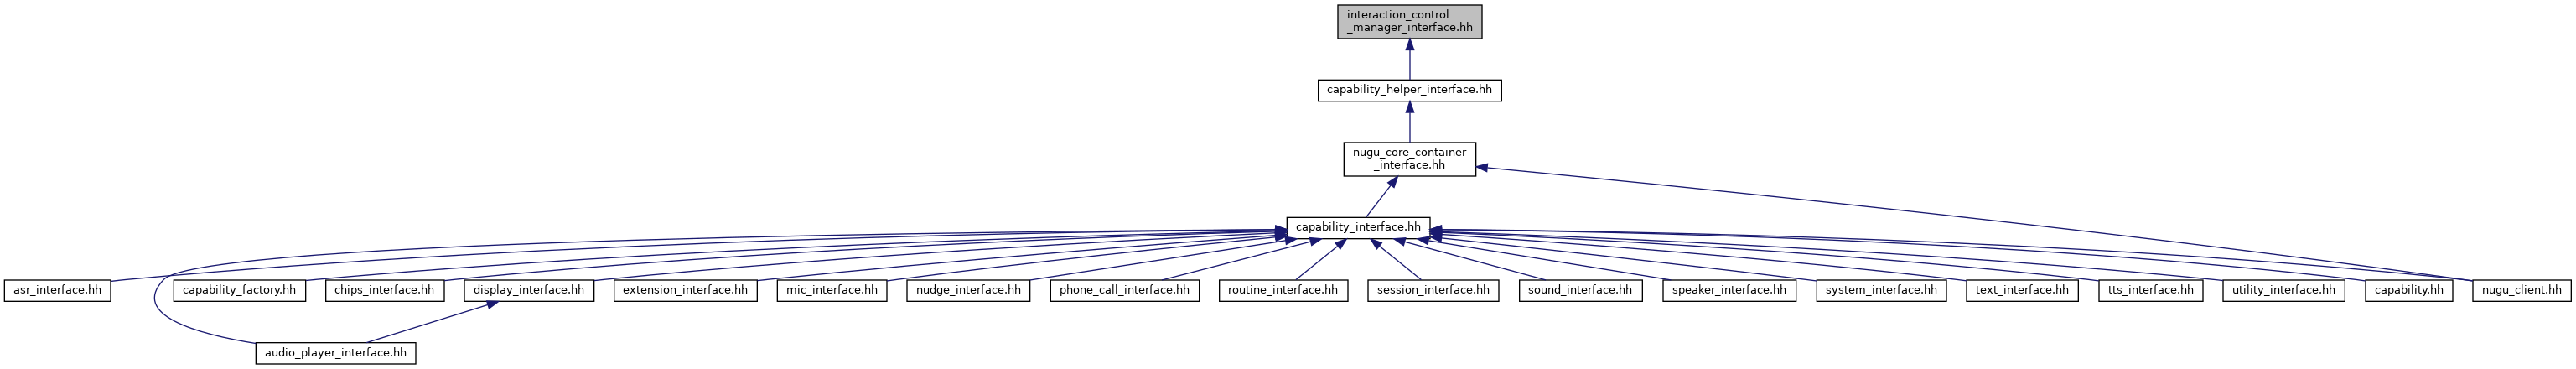 interaction_control
_manager_interface.hh
capability_helper_interface.hh
nugu_core_container
_interface.hh
capability_interface.hh
asr_interface.hh
capability_factory.hh
chips_interface.hh
display_interface.hh
extension_interface.hh
mic_interface.hh
nudge_interface.hh
phone_call_interface.hh
routine_interface.hh
session_interface.hh
sound_interface.hh
speaker_interface.hh
system_interface.hh
text_interface.hh
tts_interface.hh
utility_interface.hh
capability.hh
nugu_client.hh
audio_player_interface.hh